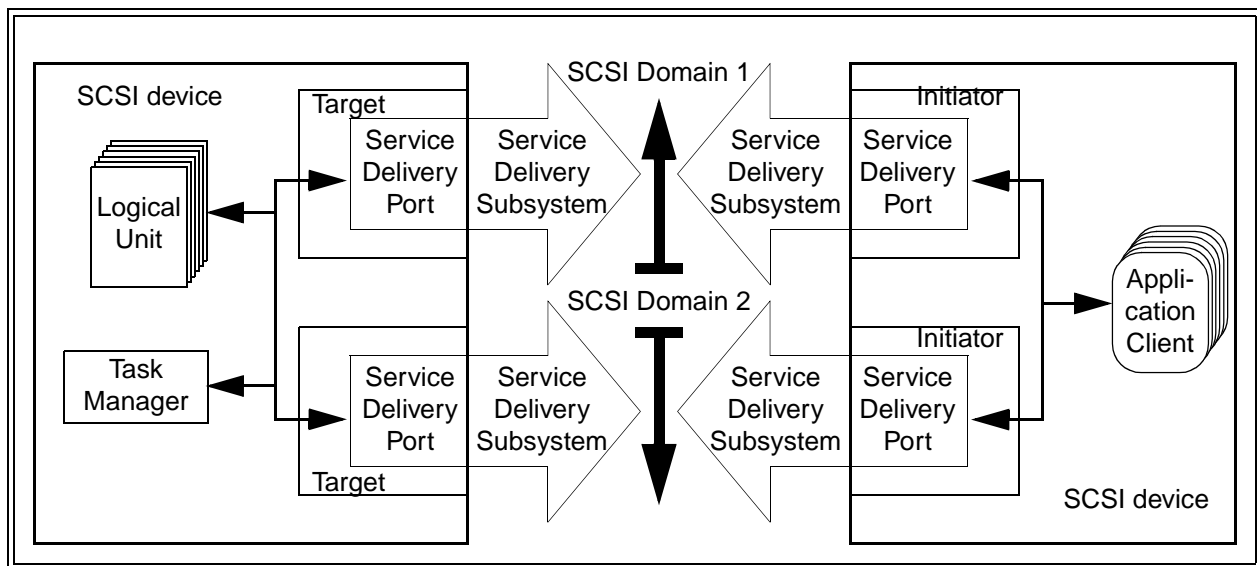 SCSI device
Target
Service
Delivery
Port
Service
Delivery
Subsystem
SCSI Domain 1
Service
Delivery
Subsystem
Initiator
Service
Delivery
Port
Logical
Unit
Appli-
cation
Client
SCSI Domain 2
Task
Manager
Service
Delivery
Port
Target
Service
Delivery
Subsystem
Service
Delivery
Subsystem
Initiator
Service
Delivery
Port
SCSI device